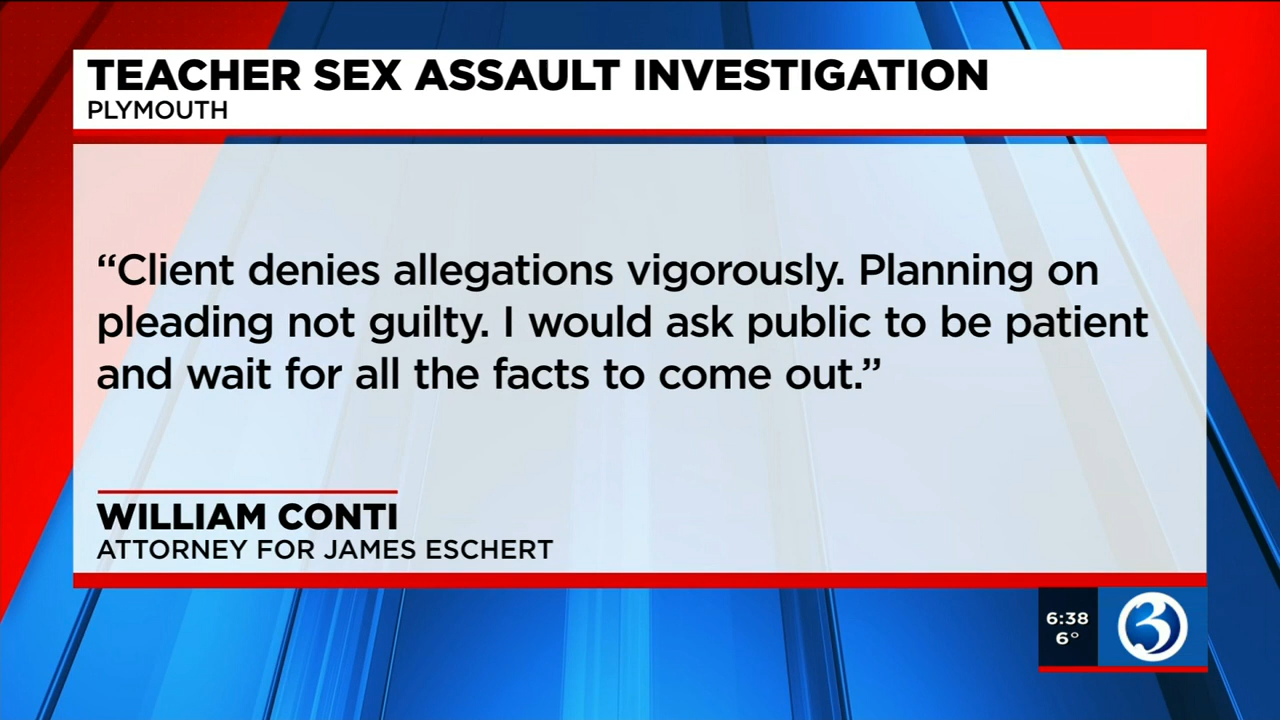 TEACHER SEX ASSAULT INVESTIGATION
PLYMOUTH
“Client denies allegations vigorously. Planning on
pleading not guilty. I would ask public to be patient
and wait for all the facts to come out.”
WILLIAM CONTI
ATTORNEY FOR JAMES ESCHERT
6:38
6°
3